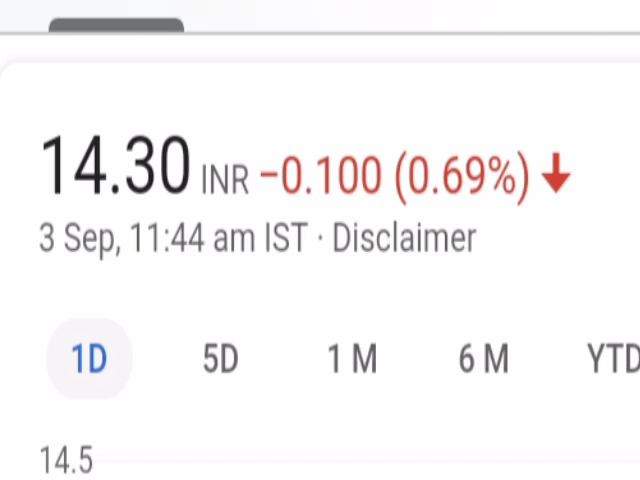 14.30 INR −0.100 (0.69%) ↓
3 Sep, 11:44 am IST · Disclaimer
1D 5D 1 M 6 M YTD
14.5